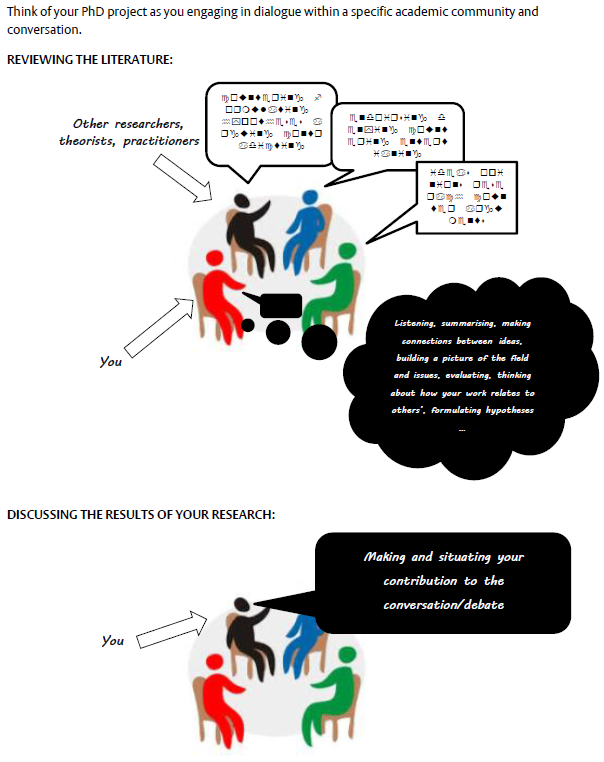 Think of your PhD project as you engaging in dialogue within a specific academic community and
conversation.
REVIEWING THE LITERATURE:
Other researchers,
theorists, practitioners
You
Listening, summarising, making
connections between ideas,
building a picture of the field
and issues, evaluating, thinking
about how your work relates to
others', formulating hypotheses
...
DISCUSSING THE RESULTS OF YOUR RESEARCH:
Making and situating your
contribution to the
conversation/debate
You